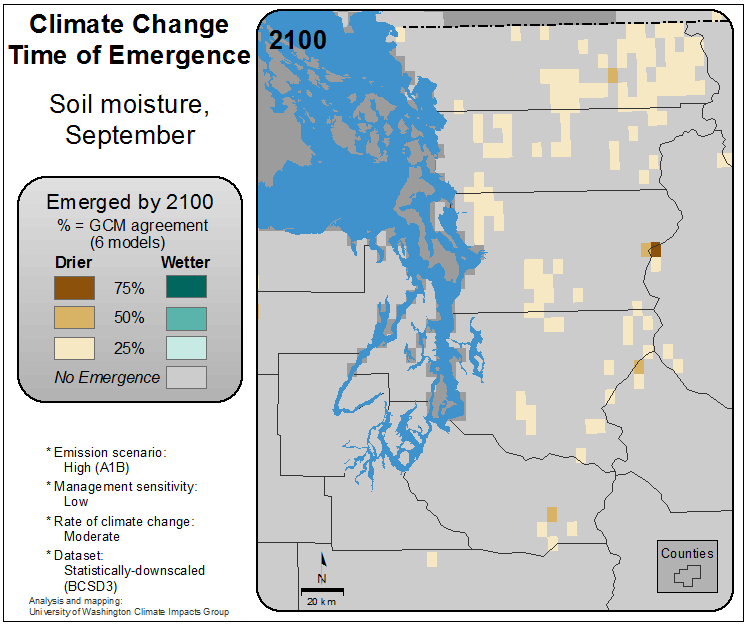 Climate Change
Time of Emergence
Soil moisture,
September
Emerged by 2100
% = GCM agreement
(6 models)
Drier Wetter
75%
50%
25%
No Emergence
* Emission scenario:
High (A1B)
* Management sensitivity:
Low
* Rate of climate change:
Moderate
* Dataset:
Statistically-downscaled
(BCSD3)
Analysis and mapping:
University of Washington Climate Impacts Group
2100
N
20 km
Counties